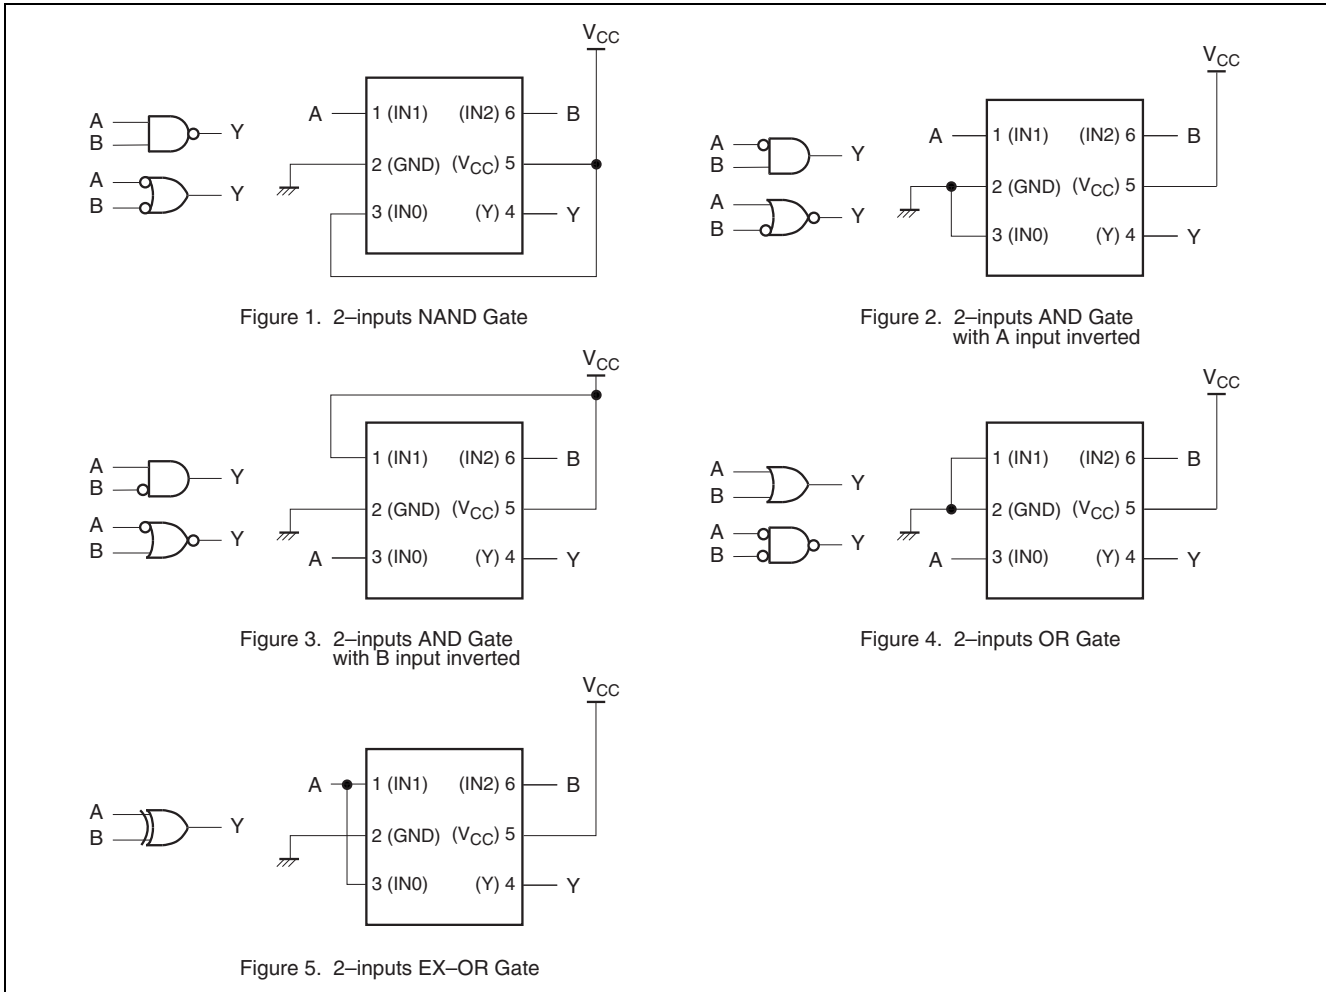 VCC
A 1 (IN1) (IN2) 6 B
A
B Y
2 (GND) (VCC) 5
A
B Y
3 (IN0) (Y) 4 Y
Figure 1. 2–inputs NAND Gate
VCC
A 1 (IN1) (IN2) 6 B
A
B Y
2 (GND) (VCC) 5
A
B Y
3 (IN0) (Y) 4 Y
Figure 2. 2–inputs AND Gate
with A input inverted
VCC
1 (IN1) (IN2) 6 B
A
B Y
2 (GND) (VCC) 5
A
B Y
A 3 (IN0) (Y) 4 Y
Figure 3. 2–inputs AND Gate
with B input inverted
VCC
1 (IN1) (IN2) 6 B
A
B Y
2 (GND) (VCC) 5
A
B Y
A 3 (IN0) (Y) 4 Y
Figure 4. 2–inputs OR Gate
VCC
A 1 (IN1) (IN2) 6 B
A
B Y
2 (GND) (VCC) 5
3 (IN0) (Y) 4 Y
Figure 5. 2–inputs EX–OR Gate